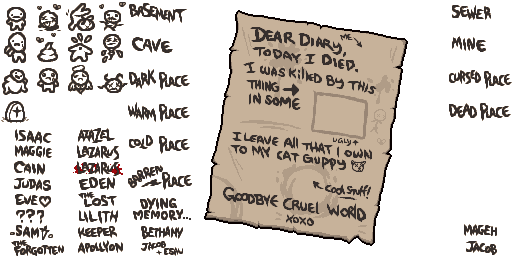 BASEMENT
CAVE
DARK PLACE
WARM PLACE
COLD PLACE
BARREN PLACE
DYING
MEMORY...
ISAAC
MAGGIE
CAIN
JUDAS
EVE
???
SAMPS
THE FORGOTTEN
AZAZEL
LAZARUS
LAZARUS
EDEN
THE LOST
LILITH
KEEPER
APOLLYON
BETHANY
JACOB
+ ESAU
DEAR DIARY,
ME
TODAY I DIED.
I WAS KILLED BY THIS
THING
IN SOME
UGLY
I LEAVE ALL THAT I OWN
TO MY CAT GUPPY
COOL STUFF!
GOODBYE CRUEL WORLD
XOXO
SEWER
MINE
CURSED PLACE
DEAD PLACE
MAGEH
JACOB